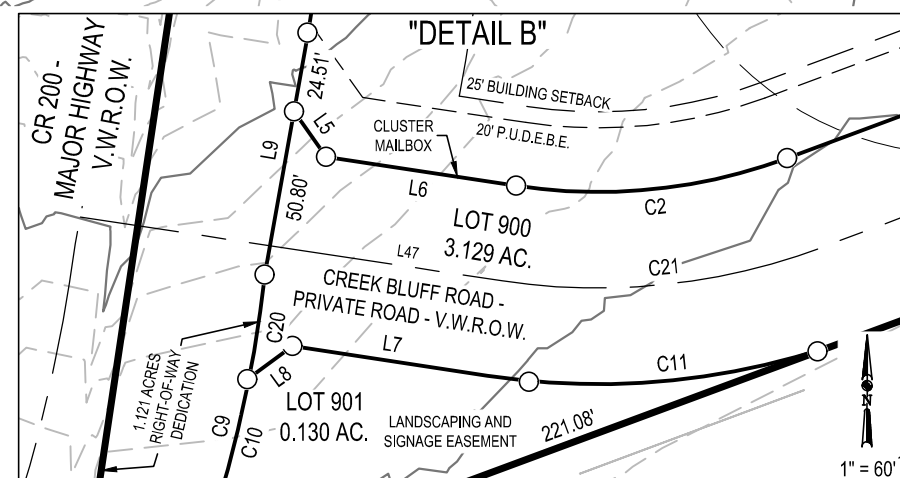 "DETAIL B"
CR 200 -
MAJOR HIGHWAY
V.W.R.O.W.
24.51'
25' BUILDING SETBACK
20' P.U.D.E.B.E.
L5
CLUSTER
MAILBOX
L9
L6
50.80'
C2
LOT 900
3.129 AC.
L47
C21
CREEK BLUFF ROAD -
PRIVATE ROAD - V.W.R.O.W.
C20
L7
L8
C11
1.121 ACRES
RIGHT-OF-WAY
DEDICATION
LOT 901
0.130 AC.
LANDSCAPING AND
SIGNAGE EASEMENT
221.08'
C9
C10
N
1" = 60'